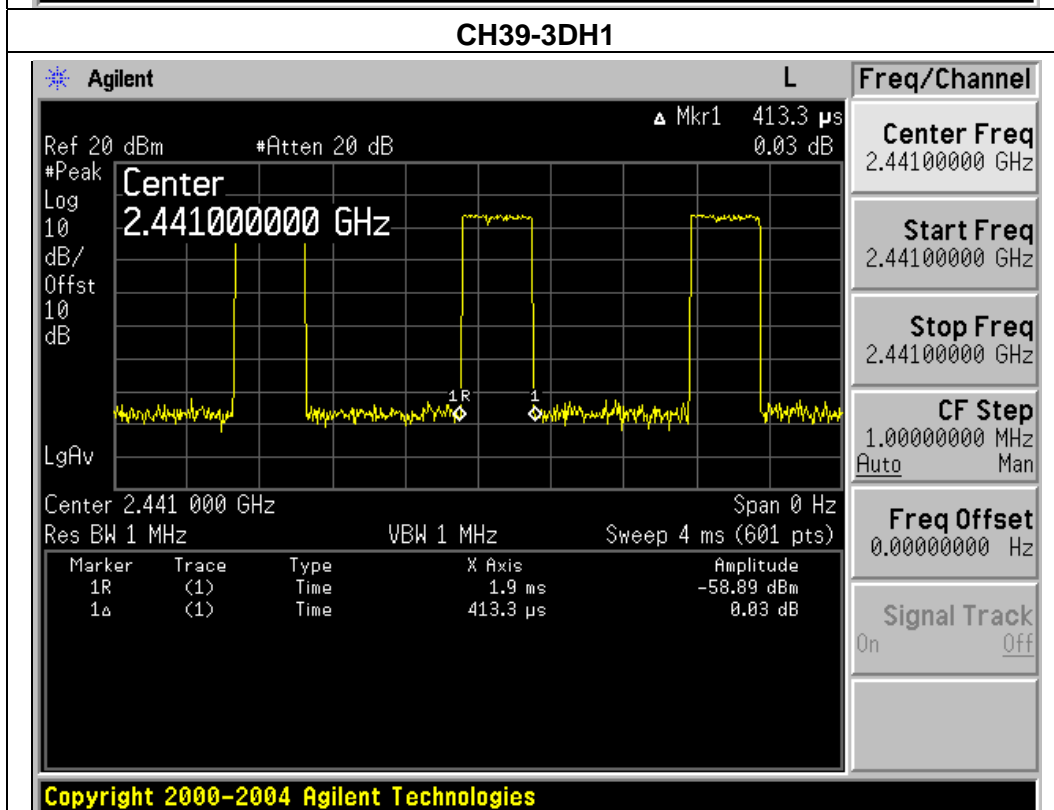 CH39-3DH1
Agilent L Freq/Channel
Δ Mkr1 413.3 µs
Ref 20 dBm #Atten 20 dB 0.03 dB
#Peak
Log
10
dB/
Offst
10
dB
LgAv
Center
2.441000000 GHz
1R 1
Center 2.441 000 GHz Span 0 Hz
Res BW 1 MHz VBW 1 MHz Sweep 4 ms (601 pts)
Marker Trace Type X Axis Amplitude
1R (1) Time 1.9 ms -58.89 dBm
1Δ (1) Time 413.3 µs 0.03 dB
Center Freq
2.44100000 GHz
Start Freq
2.44100000 GHz
Stop Freq
2.44100000 GHz
CF Step
1.00000000 MHz
Auto Man
Freq Offset
0.00000000 Hz
Signal Track
On Off
Copyright 2000-2004 Agilent Technologies